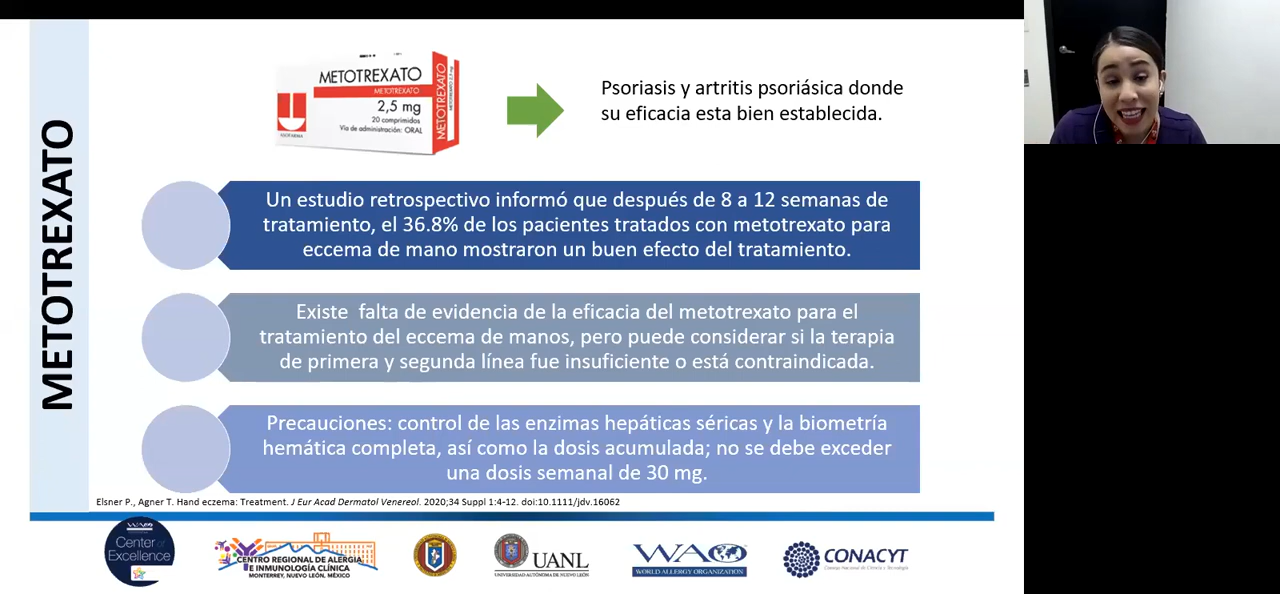 METOTREXATO
METOTREXATO
METOTREXATO
2,5 mg
20 comprimidos
Vía de administración: ORAL
METOTREXATO
Psoriasis y artritis psoriásica donde
su eficacia esta bien establecida.
Un estudio retrospectivo informó que después de 8 a 12 semanas de
tratamiento, el 36.8% de los pacientes tratados con metotrexato para
eccema de mano mostraron un buen efecto del tratamiento.
Existe falta de evidencia de la eficacia del metotrexato para el
tratamiento del eccema de manos, pero puede considerar si la terapia
de primera y segunda línea fue insuficiente o está contraindicada.
Precauciones: control de las enzimas hepáticas séricas y la biometría
hemática completa, así como la dosis acumulada; no se debe exceder
una dosis semanal de 30 mg.
Elsner P., Agner T. Hand eczema: Treatment. J Eur Acad Dermatol Venereol. 2020;34 Suppl 1:4-12. doi:10.1111/jdv.16062
WAO
Center of
Excellence
CENTRO REGIONAL DE ALERGIA
E INMUNOLOGÍA CLÍNICA
MONTERREY, NUEVO LEÓN, MÉXICO
UANL
UNIVERSIDAD AUTÓNOMA DE NUEVO LEÓN
WAO
WORLD ALLERGY ORGANIZATION
CONACYT
Consejo Nacional de Ciencia y Tecnología